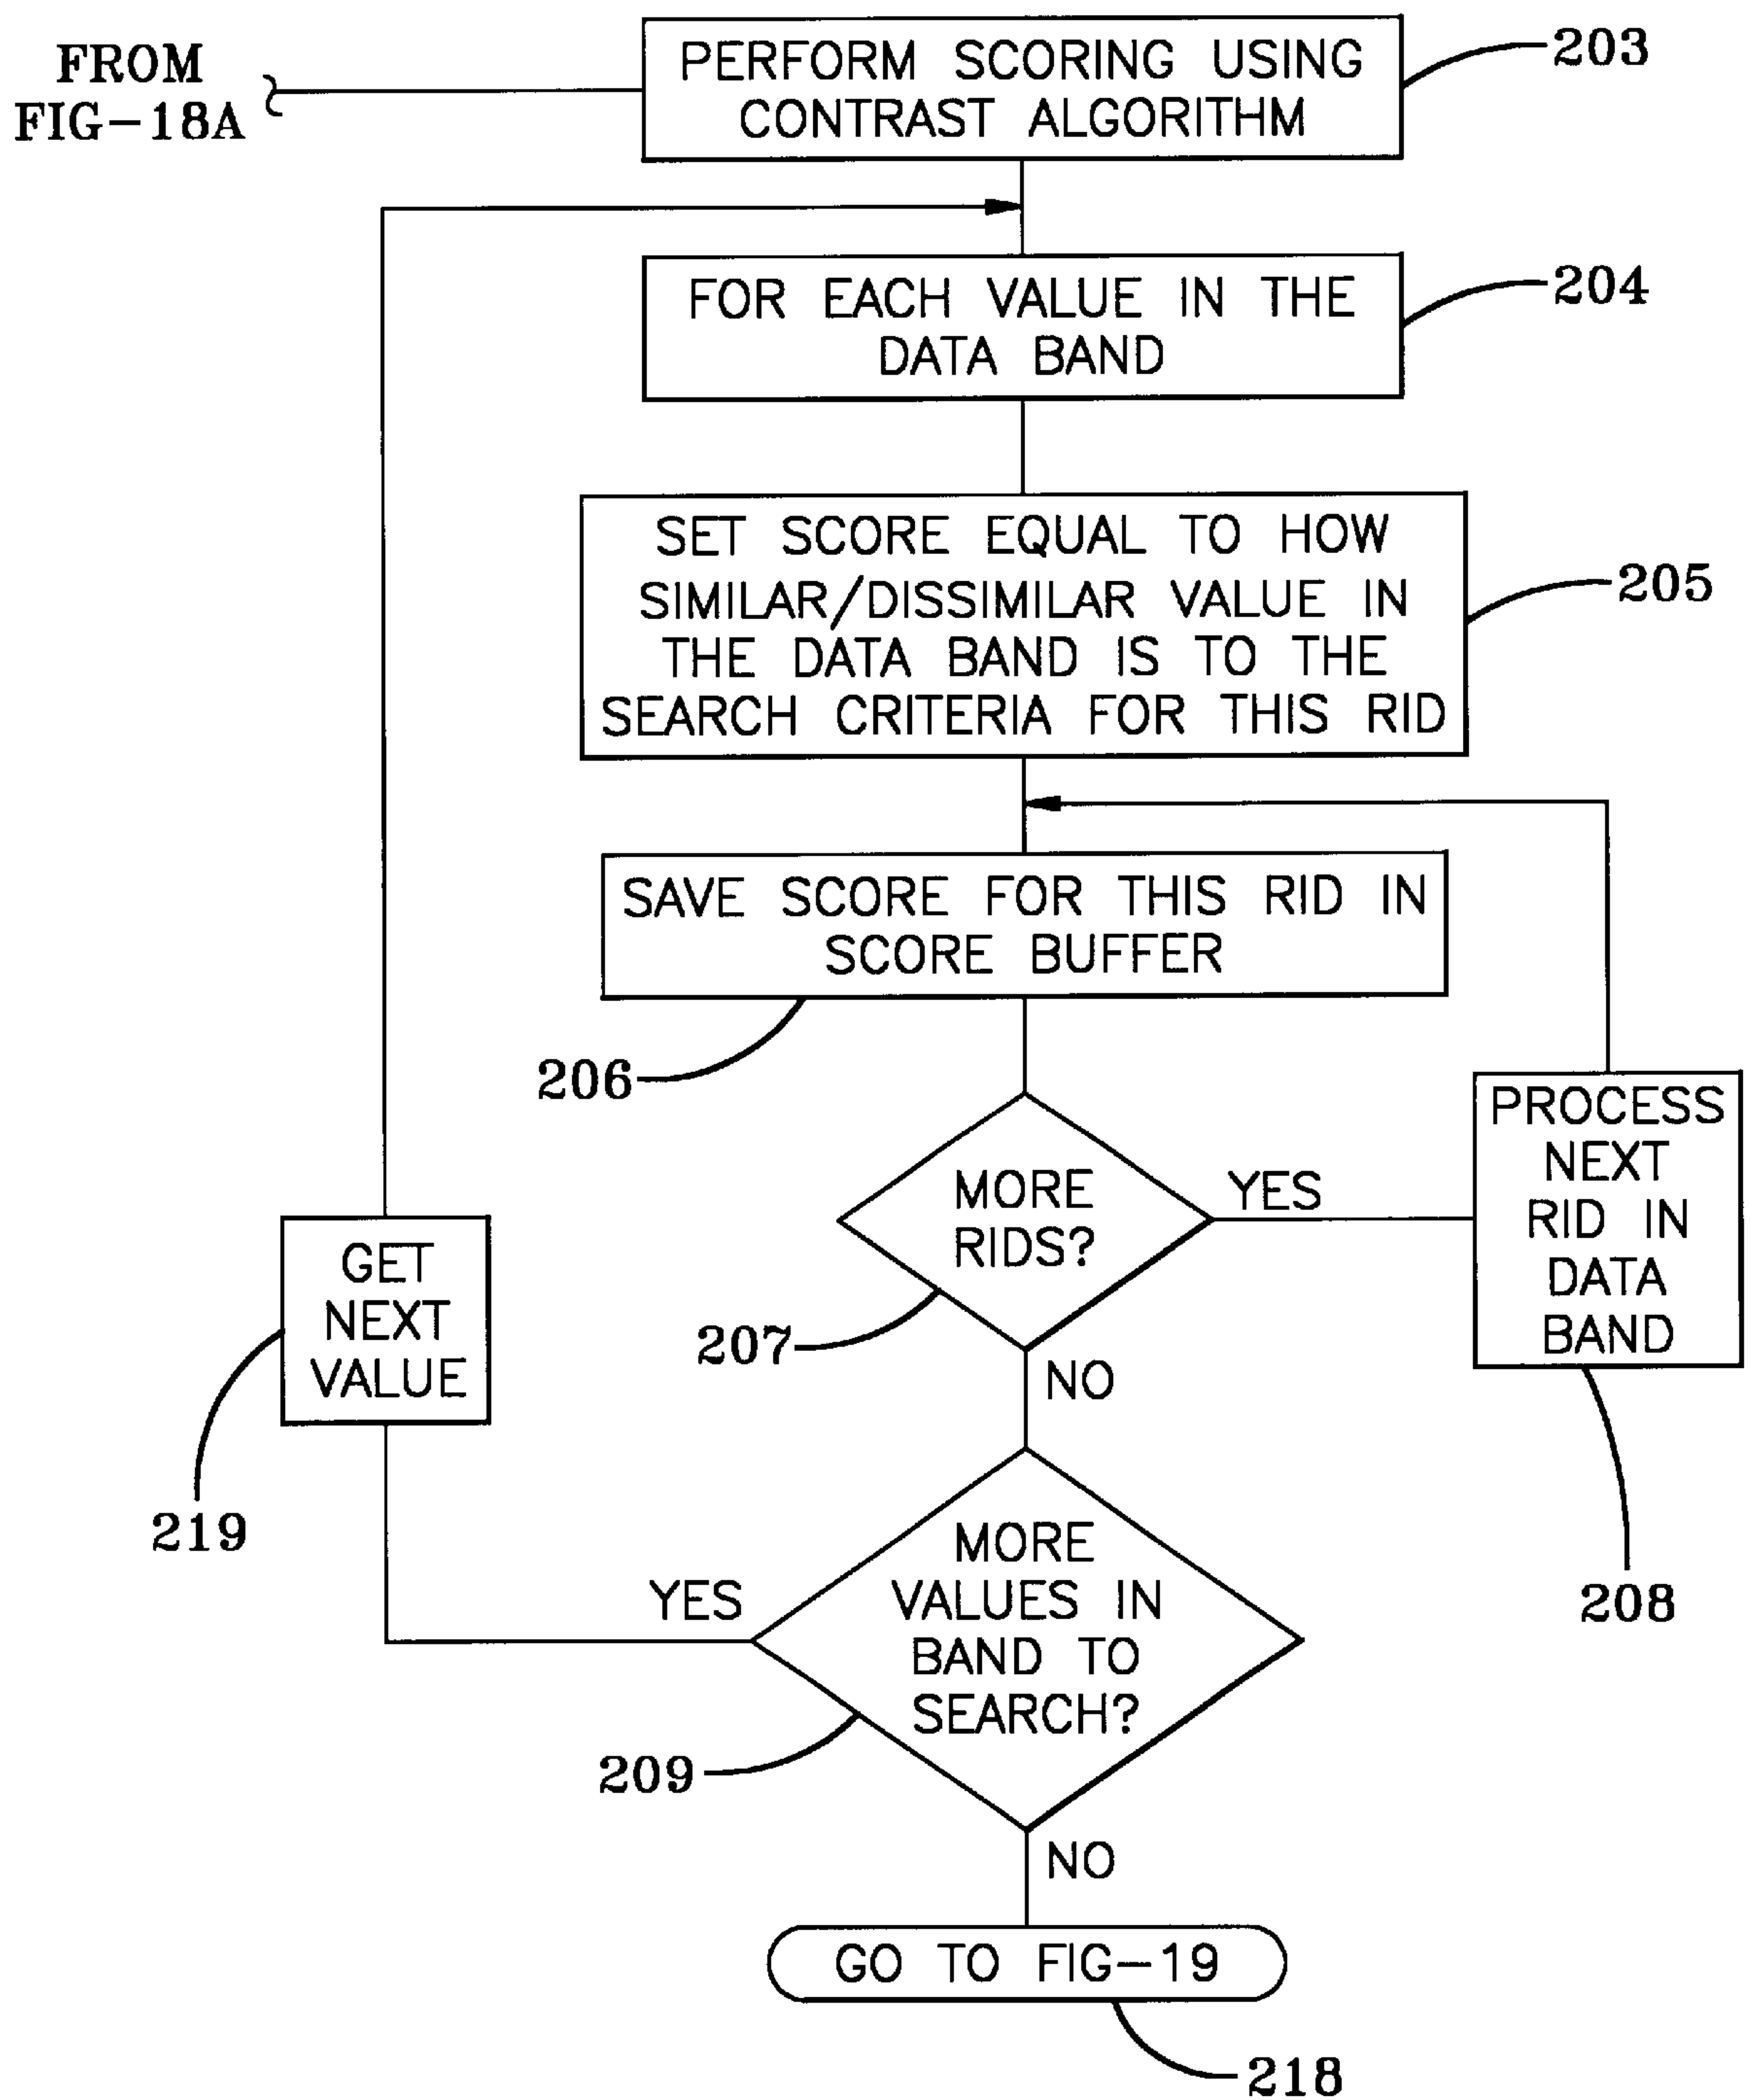 FROM
FIG-18A
PERFORM SCORING USING
CONTRAST ALGORITHM
203
FOR EACH VALUE IN THE
DATA BAND
204
SET SCORE EQUAL TO HOW
SIMILAR/DISSIMILAR VALUE IN
THE DATA BAND IS TO THE
SEARCH CRITERIA FOR THIS RID
205
SAVE SCORE FOR THIS RID IN
SCORE BUFFER
206
MORE
RIDS?
YES
207
NO
PROCESS
NEXT
RID IN
DATA
BAND
208
GET
NEXT
VALUE
219
MORE
VALUES IN
BAND TO
SEARCH?
YES
209
NO
GO TO FIG-19
218